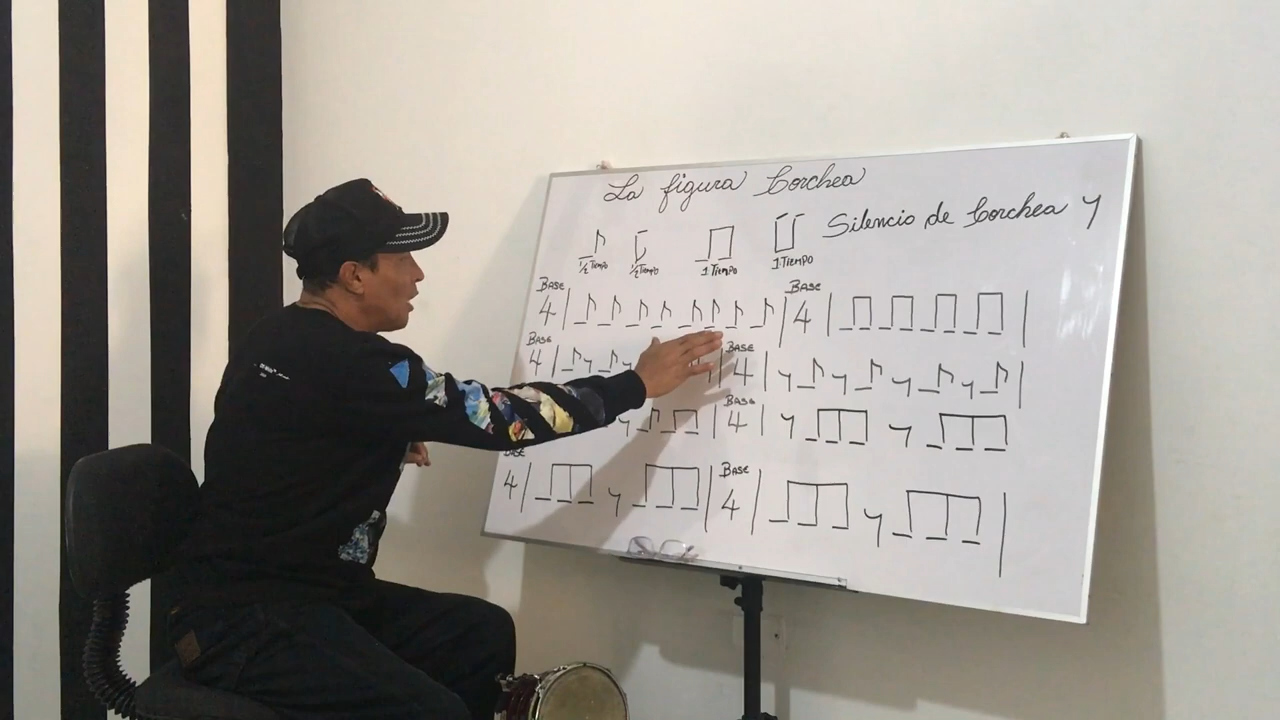 La figura Corchea
Silencio de Corchea
1/2 TIEMPO 1/2 TIEMPO 1 TIEMPO 1 TIEMPO
BASE BASE
4 4
BASE BASE
4 4
BASE
4
BASE BASE
4 4